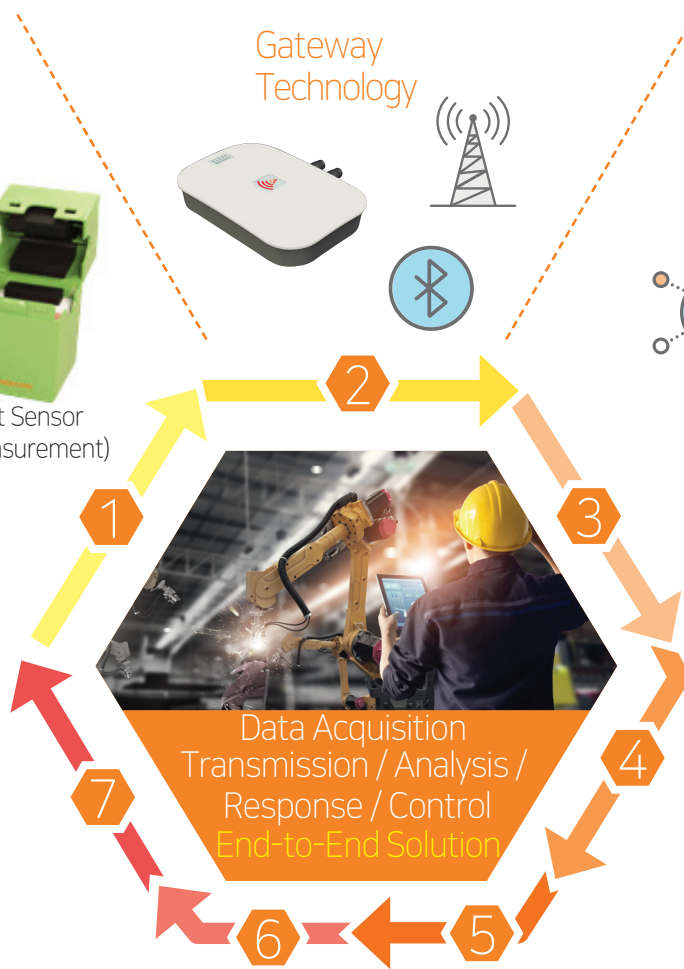 Gateway
Technology
t Sensor
surement)
2
1
3
Data Acquisition
Transmission / Analysis /
Response / Control
End-to-End Solution
4
7
6
5